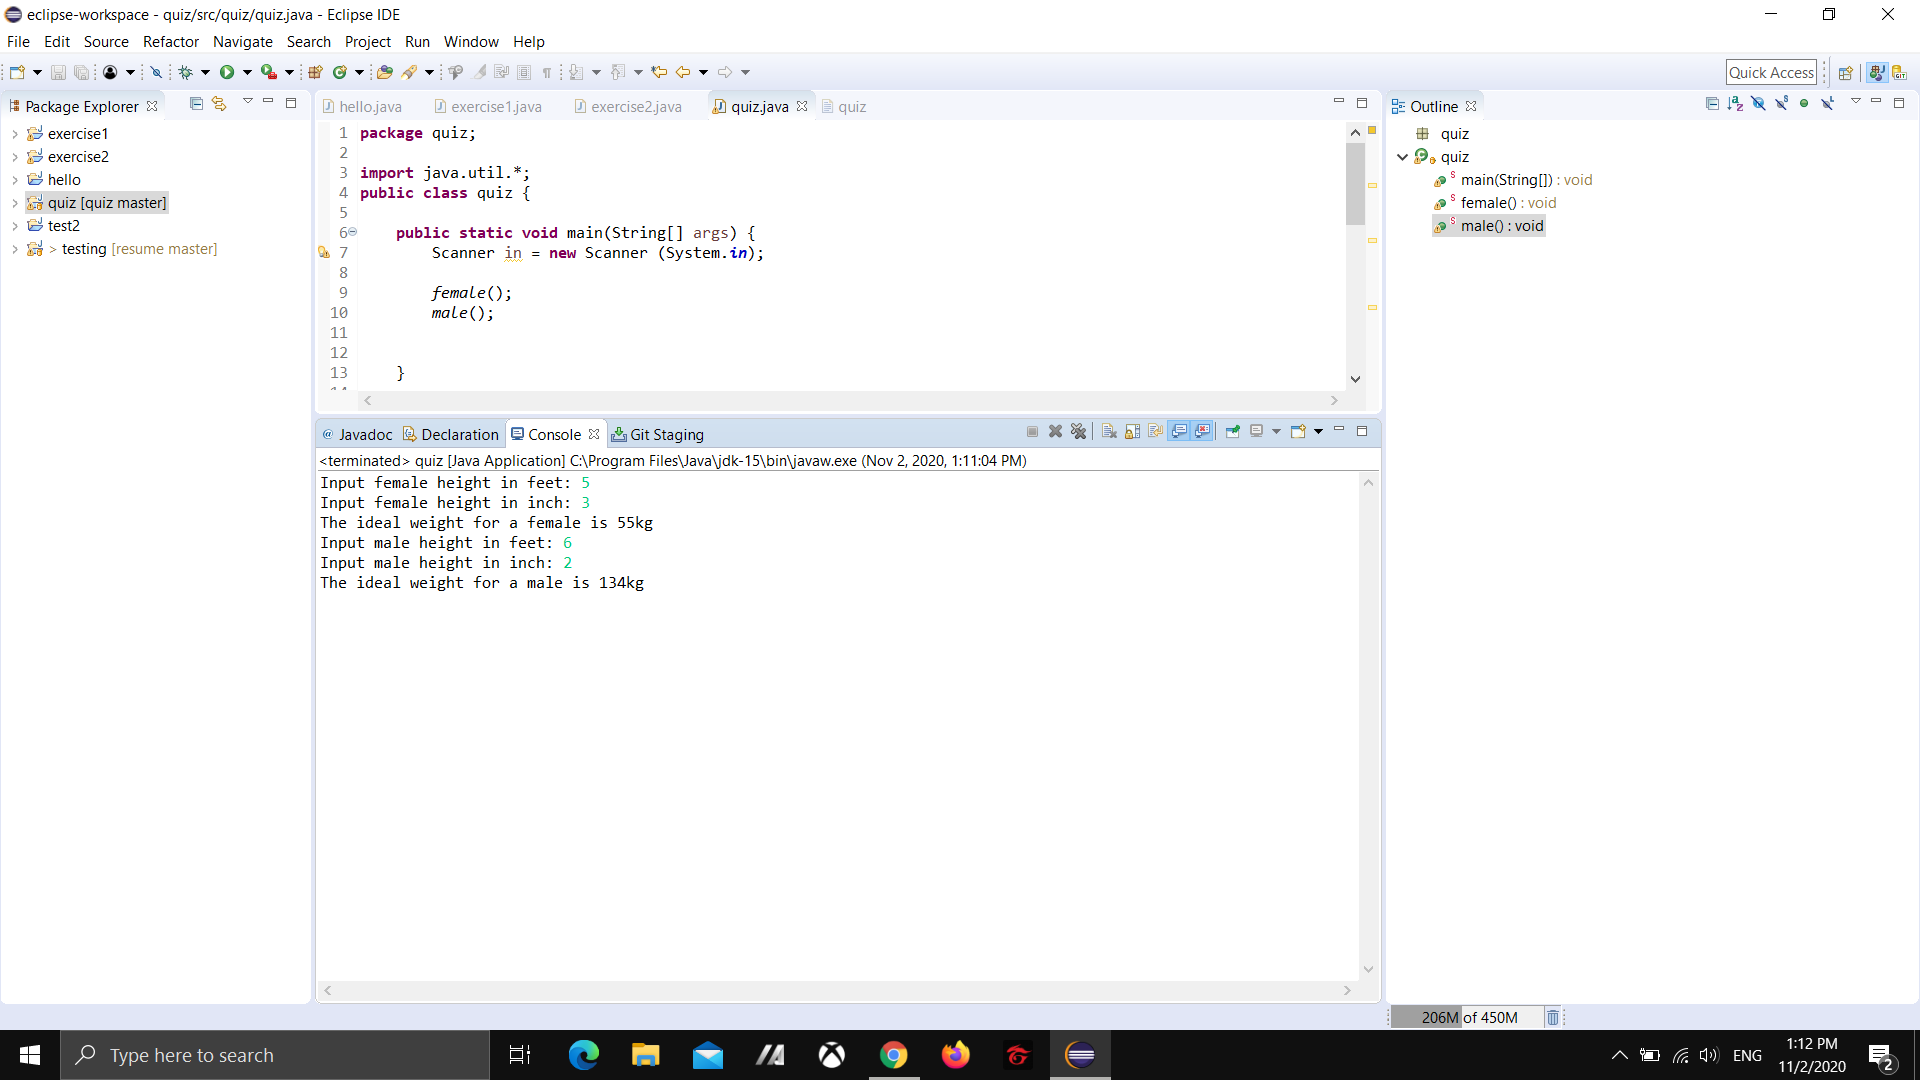 eclipse-workspace - quiz/src/quiz/quiz.java - Eclipse IDE
File Edit Source Refactor Navigate Search Project Run Window Help
Quick Access
Package Explorer
exercise1
exercise2
hello
quiz [quiz master]
test2
> testing [resume master]
hello.java exercise1.java exercise2.java quiz.java quiz
1 package quiz;
2
3 import java.util.*;
4 public class quiz {
5
6 public static void main(String[] args) {
7 Scanner in = new Scanner (System.in);
8
9 female();
10 male();
11
12
13 }
14
@ Javadoc Declaration Console Git Staging
<terminated> quiz [Java Application] C:\Program Files\Java\jdk-15\bin\javaw.exe (Nov 2, 2020, 1:11:04 PM)
Input female height in feet: 5
Input female height in inch: 3
The ideal weight for a female is 55kg
Input male height in feet: 6
Input male height in inch: 2
The ideal weight for a male is 134kg
Outline
quiz
quiz
main(String[]) : void
female() : void
male() : void
206M of 450M
Type here to search
ENG
1:12 PM
11/2/2020
2